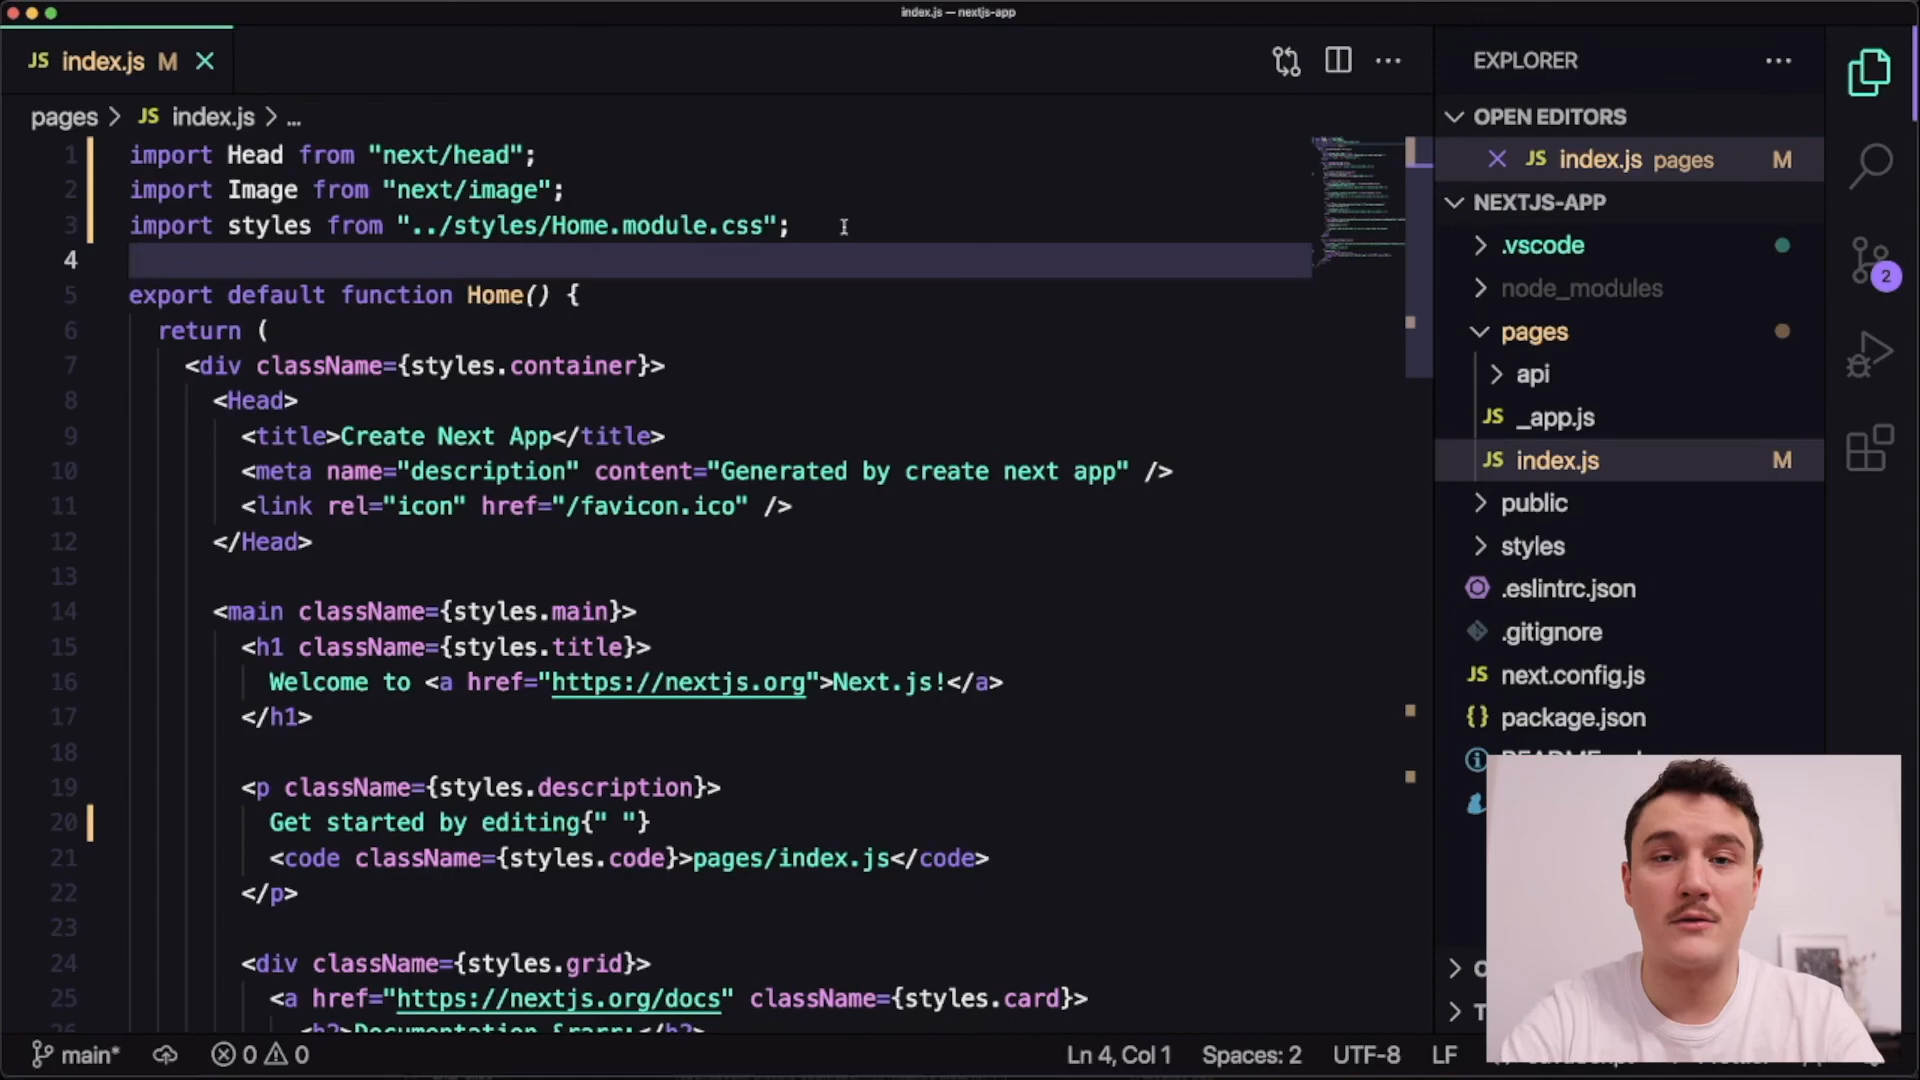 index.js — nextjs-app
JS index.js M
pages > JS index.js > ...
1 import Head from "next/head";
2 import Image from "next/image";
3 import styles from "../styles/Home.module.css";
4
5 export default function Home() {
6 return (
7 <div className={styles.container}>
8 <Head>
9 <title>Create Next App</title>
10 <meta name="description" content="Generated by create next app" />
11 <link rel="icon" href="/favicon.ico" />
12 </Head>
13
14 <main className={styles.main}>
15 <h1 className={styles.title}>
16 Welcome to <a href="https://nextjs.org">Next.js!</a>
17 </h1>
18
19 <p className={styles.description}>
20 Get started by editing{" "}
21 <code className={styles.code}>pages/index.js</code>
22 </p>
23
24 <div className={styles.grid}>
25 <a href="https://nextjs.org/docs" className={styles.card}>
<h2>Documentation &rarr;</h2>
EXPLORER
OPEN EDITORS
JS index.js pages M
NEXTJS-APP
.vscode
node_modules
pages
api
JS _app.js
JS index.js M
public
styles
.eslintrc.json
.gitignore
JS next.config.js
{} package.json
2
main* 0 0 Ln 4, Col 1 Spaces: 2 UTF-8 LF